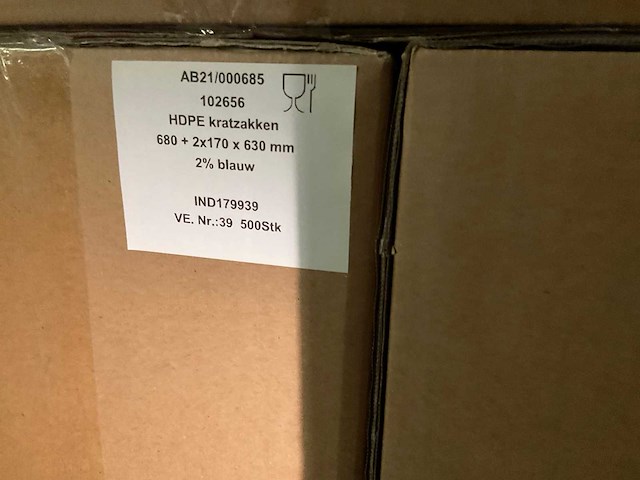 AB21/000685
102656
HDPE kratzakken
680 + 2x170 x 630 mm
2% blauw
IND179939
VE. Nr.:39 500Stk